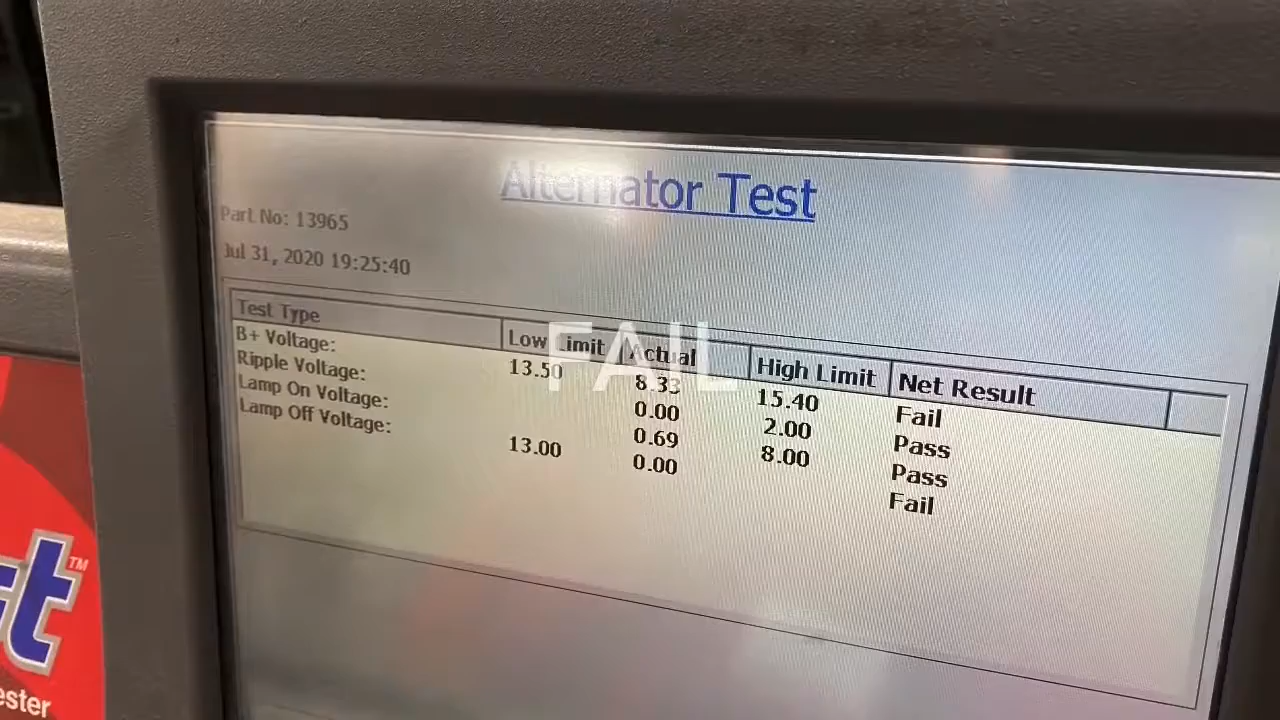 Alternator Test
Part No: 13965
Jul 31, 2020 19:25:40
Test Type Low Limit Actual High Limit Net Result
B+ Voltage: 13.50 8.33 15.40 Fail
Ripple Voltage: 0.00 2.00 Pass
Lamp On Voltage: 0.69 8.00 Pass
Lamp Off Voltage: 13.00 0.00 Fail
FAIL
t™